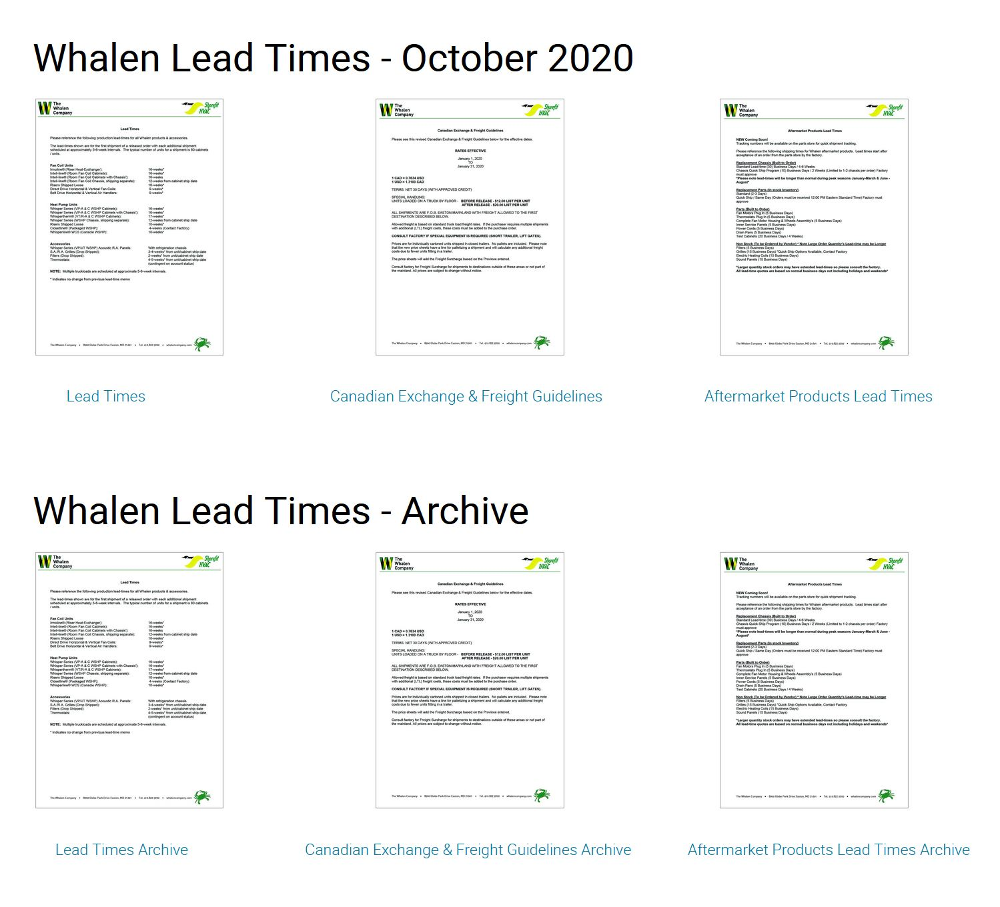 Whalen Lead Times - October 2020
The
Whalen
Company
Shorefit
HVAC
Lead Times
Please reference the following production lead-times for all Whalen products & accessories.
The lead-times shown are for the first shipment of a released order with each additional shipment
scheduled at approximately 5-6-week intervals. The typical number of units for a shipment is 80 cabinets
/ units.
Fan Coil Units
Innoline® (Riser Heat-Exchanger): 16-weeks*
Inteli-line® (Room Fan Coil Cabinets): 16-weeks
Inteli-line® (Room Fan Coil Cabinets with Chassis'): 16-weeks
Inteli-line® (Room Fan Coil Chassis, shipping separate): 12-weeks from cabinet ship date
Risers Shipped Loose 10-weeks*
Direct Drive Horizontal & Vertical Fan Coils: 9-weeks*
Belt Drive Horizontal & Vertical Air Handlers: 9-weeks*
Heat Pump Units
Whisper Series (VP-A & C WSHP Cabinets): 16-weeks*
Whisper Series (VP-A & C WSHP Cabinets with Chassis'): 16-weeks*
Whispertherm® (VT/R-A & C WSHP Cabinets): 17-weeks*
Whisper Series (WSHP Chassis, shipping separate): 12-weeks from cabinet ship date
Risers Shipped Loose 10-weeks*
Closetline® (Packaged WSHP): 4-weeks (Contact Factory)
Whisperline® WCS (Console WSHP): 10-weeks*
Accessories
Whisper Series (VP/VT WSHP) Acoustic R.A. Panels: With refrigeration chassis
S.A./R.A. Grilles (Drop Shipped): 3-4-weeks* from unit/cabinet ship date
Filters (Drop Shipped): 2-weeks* from unit/cabinet ship date
Thermostats: 4-5-weeks* from unit/cabinet ship date
(contingent on account status)
NOTE: Multiple truckloads are scheduled at approximate 5-6-week intervals.
* Indicates no change from previous lead-time memo
The Whalen Company • 8900 Glebe Park Drive Easton, MD 21601 • Tel. 410.822.9200 • whalencompany.com
The
Whalen
Company
Shorefit
HVAC
Canadian Exchange & Freight Guidelines
Please see this revised Canadian Exchange & Freight Guidelines below for the effective dates.
RATES EFFECTIVE
January 1, 2020
TO
January 31, 2020
1 CAD = 0.7634 USD
1 USD = 1.3100 CAD
TERMS: NET 30 DAYS (WITH APPROVED CREDIT)
SPECIAL HANDLING:
UNITS LOADED ON A TRUCK BY FLOOR - BEFORE RELEASE - $12.00 LIST PER UNIT
AFTER RELEASE - $20.00 LIST PER UNIT
ALL SHIPMENTS ARE F.O.B. EASTON MARYLAND WITH FREIGHT ALLOWED TO THE FIRST
DESTINATION DESCRIBED BELOW.
Allowed freight is based on standard truck load freight rates. If the purchaser requires multiple shipments
with additional (LTL) freight costs, these costs must be added to the purchase order.
CONSULT FACTORY IF SPECIAL EQUIPMENT IS REQUIRED (SHORT TRAILER, LIFT GATES).
Prices are for individually cartoned units shipped in closed trailers. No pallets are included. Please note
that the new price sheets have a line for palletizing a shipment and will calculate any additional freight
costs due to fewer units fitting in a trailer.
The price sheets will add the Freight Surcharge based on the Province entered.
Consult factory for Freight Surcharge for shipments to destinations outside of these areas or not part of
the mainland. All prices are subject to change without notice.
The Whalen Company • 8900 Glebe Park Drive Easton, MD 21601 • Tel. 410.822.9200 • whalencompany.com
The
Whalen
Company
Shorefit
HVAC
Aftermarket Products Lead Times
NEW Coming Soon!
Tracking numbers will be available on the parts store for quick shipment tracking.
Please reference the following shipping times for Whalen aftermarket products. Lead times start after
acceptance of an order from the parts store by the factory.
Replacement Chassis (Built to Order)
Standard Lead-time (30) Business Days / 4-6 Weeks
Chassis Quick Ship Program (10) Business Days / 2 Weeks (Limited to 1-2 chassis per order) Factory
must approve
*Please note lead-times will be longer than normal during peak seasons January-March & June -
August*
Replacement Parts (In stock Inventory)
Standard (2-3 Days)
Quick Ship / Same Day (Orders must be received 12:00 PM Eastern Standard Time) Factory must
approve
Parts (Built to Order)
Fan Motors Plug In (5 Business Days)
Thermostats Plug In (5 Business Days)
Complete Fan Motor Housing & Wheels Assembly's (5 Business Days)
Inner Service Panels (5 Business Days)
Power Cords (5 Business Days)
Drain Pans (5 Business Days)
Test Cabinets (20 Business Days / 4 Weeks)
Non Stock (To be Ordered by Vendor) * Note Large Order Quantity's Lead-time may be Longer
Filters (5 Business Days)
Grilles (15 Business Days) *Quick Ship Options Available, Contact Factory
Electric Heating Coils (15 Business Days)
Sound Panels (15 Business Days)
*Larger quantity stock orders may have extended lead-times so please consult the factory.
All lead-time quotes are based on normal business days not including holidays and weekends*
The Whalen Company • 8900 Glebe Park Drive Easton, MD 21601 • Tel. 410.822.9200 • whalencompany.com
Lead Times
Canadian Exchange & Freight Guidelines
Aftermarket Products Lead Times
Whalen Lead Times - Archive
The
Whalen
Company
Shorefit
HVAC
Lead Times
Please reference the following production lead-times for all Whalen products & accessories.
The lead-times shown are for the first shipment of a released order with each additional shipment
scheduled at approximately 5-6-week intervals. The typical number of units for a shipment is 80 cabinets
/ units.
Fan Coil Units
Innoline® (Riser Heat-Exchanger): 16-weeks*
Inteli-line® (Room Fan Coil Cabinets): 16-weeks*
Inteli-line® (Room Fan Coil Cabinets with Chassis'): 16-weeks
Inteli-line® (Room Fan Coil Chassis, shipping separate): 12-weeks from cabinet ship date
Risers Shipped Loose 10-weeks*
Direct Drive Horizontal & Vertical Fan Coils: 9-weeks*
Belt Drive Horizontal & Vertical Air Handlers: 9-weeks*
Heat Pump Units
Whisper Series (VP-A & C WSHP Cabinets): 16-weeks*
Whisper Series (VP-A & C WSHP Cabinets with Chassis'): 16-weeks*
Whispertherm® (VT/R-A & C WSHP Cabinets): 17-weeks*
Whisper Series (WSHP Chassis, shipping separate): 12-weeks from cabinet ship date
Risers Shipped Loose 10-weeks*
Closetline® (Packaged WSHP): 4-weeks (Contact Factory)
Whisperline® WCS (Console WSHP): 10-weeks*
Accessories
Whisper Series (VP/VT WSHP) Acoustic R.A. Panels: With refrigeration chassis
S.A./R.A. Grilles (Drop Shipped): 3-4-weeks* from unit/cabinet ship date
Filters (Drop Shipped): 2-weeks* from unit/cabinet ship date
Thermostats: 4-5-weeks* from unit/cabinet ship date
(contingent on account status)
NOTE: Multiple truckloads are scheduled at approximate 5-6-week intervals.
* Indicates no change from previous lead-time memo
The Whalen Company • 8900 Glebe Park Drive Easton, MD 21601 • Tel. 410.822.9200 • whalencompany.com
The
Whalen
Company
Shorefit
HVAC
Canadian Exchange & Freight Guidelines
Please see this revised Canadian Exchange & Freight Guidelines below for the effective dates.
RATES EFFECTIVE
January 1, 2020
TO
January 31, 2020
1 CAD = 0.7634 USD
1 USD = 1.3100 CAD
TERMS: NET 30 DAYS (WITH APPROVED CREDIT)
SPECIAL HANDLING:
UNITS LOADED ON A TRUCK BY FLOOR - BEFORE RELEASE - $12.00 LIST PER UNIT
AFTER RELEASE - $20.00 LIST PER UNIT
ALL SHIPMENTS ARE F.O.B. EASTON MARYLAND WITH FREIGHT ALLOWED TO THE FIRST
DESTINATION DESCRIBED BELOW.
Allowed freight is based on standard truck load freight rates. If the purchaser requires multiple shipments
with additional (LTL) freight costs, these costs must be added to the purchase order.
CONSULT FACTORY IF SPECIAL EQUIPMENT IS REQUIRED (SHORT TRAILER, LIFT GATES).
Prices are for individually cartoned units shipped in closed trailers. No pallets are included. Please note
that the new price sheets have a line for palletizing a shipment and will calculate any additional freight
costs due to fewer units fitting in a trailer.
The price sheets will add the Freight Surcharge based on the Province entered.
Consult factory for Freight Surcharge for shipments to destinations outside of these areas or not part of
the mainland. All prices are subject to change without notice.
The Whalen Company • 8900 Glebe Park Drive Easton, MD 21601 • Tel. 410.822.9200 • whalencompany.com
The
Whalen
Company
Shorefit
HVAC
Aftermarket Products Lead Times
NEW Coming Soon!
Tracking numbers will be available on the parts store for quick shipment tracking.
Please reference the following shipping times for Whalen aftermarket products. Lead times start after
acceptance of an order from the parts store by the factory.
Replacement Chassis (Built to Order)
Standard Lead-time (30) Business Days / 4-6 Weeks
Chassis Quick Ship Program (10) Business Days / 2 Weeks (Limited to 1-2 chassis per order) Factory
must approve
*Please note lead-times will be longer than normal during peak seasons January-March & June -
August*
Replacement Parts (In stock Inventory)
Standard (2-3 Days)
Quick Ship / Same Day (Orders must be received 12:00 PM Eastern Standard Time) Factory must
approve
Parts (Built to Order)
Fan Motors Plug In (5 Business Days)
Thermostats Plug In (5 Business Days)
Complete Fan Motor Housing & Wheels Assembly's (5 Business Days)
Inner Service Panels (5 Business Days)
Power Cords (5 Business Days)
Drain Pans (5 Business Days)
Test Cabinets (20 Business Days / 4 Weeks)
Non Stock (To be Ordered by Vendor) * Note Large Order Quantity's Lead-time may be Longer
Filters (5 Business Days)
Grilles (15 Business Days) *Quick Ship Options Available, Contact Factory
Electric Heating Coils (15 Business Days)
Sound Panels (15 Business Days)
*Larger quantity stock orders may have extended lead-times so please consult the factory.
All lead-time quotes are based on normal business days not including holidays and weekends*
The Whalen Company • 8900 Glebe Park Drive Easton, MD 21601 • Tel. 410.822.9200 • whalencompany.com
Lead Times Archive
Canadian Exchange & Freight Guidelines Archive
Aftermarket Products Lead Times Archive